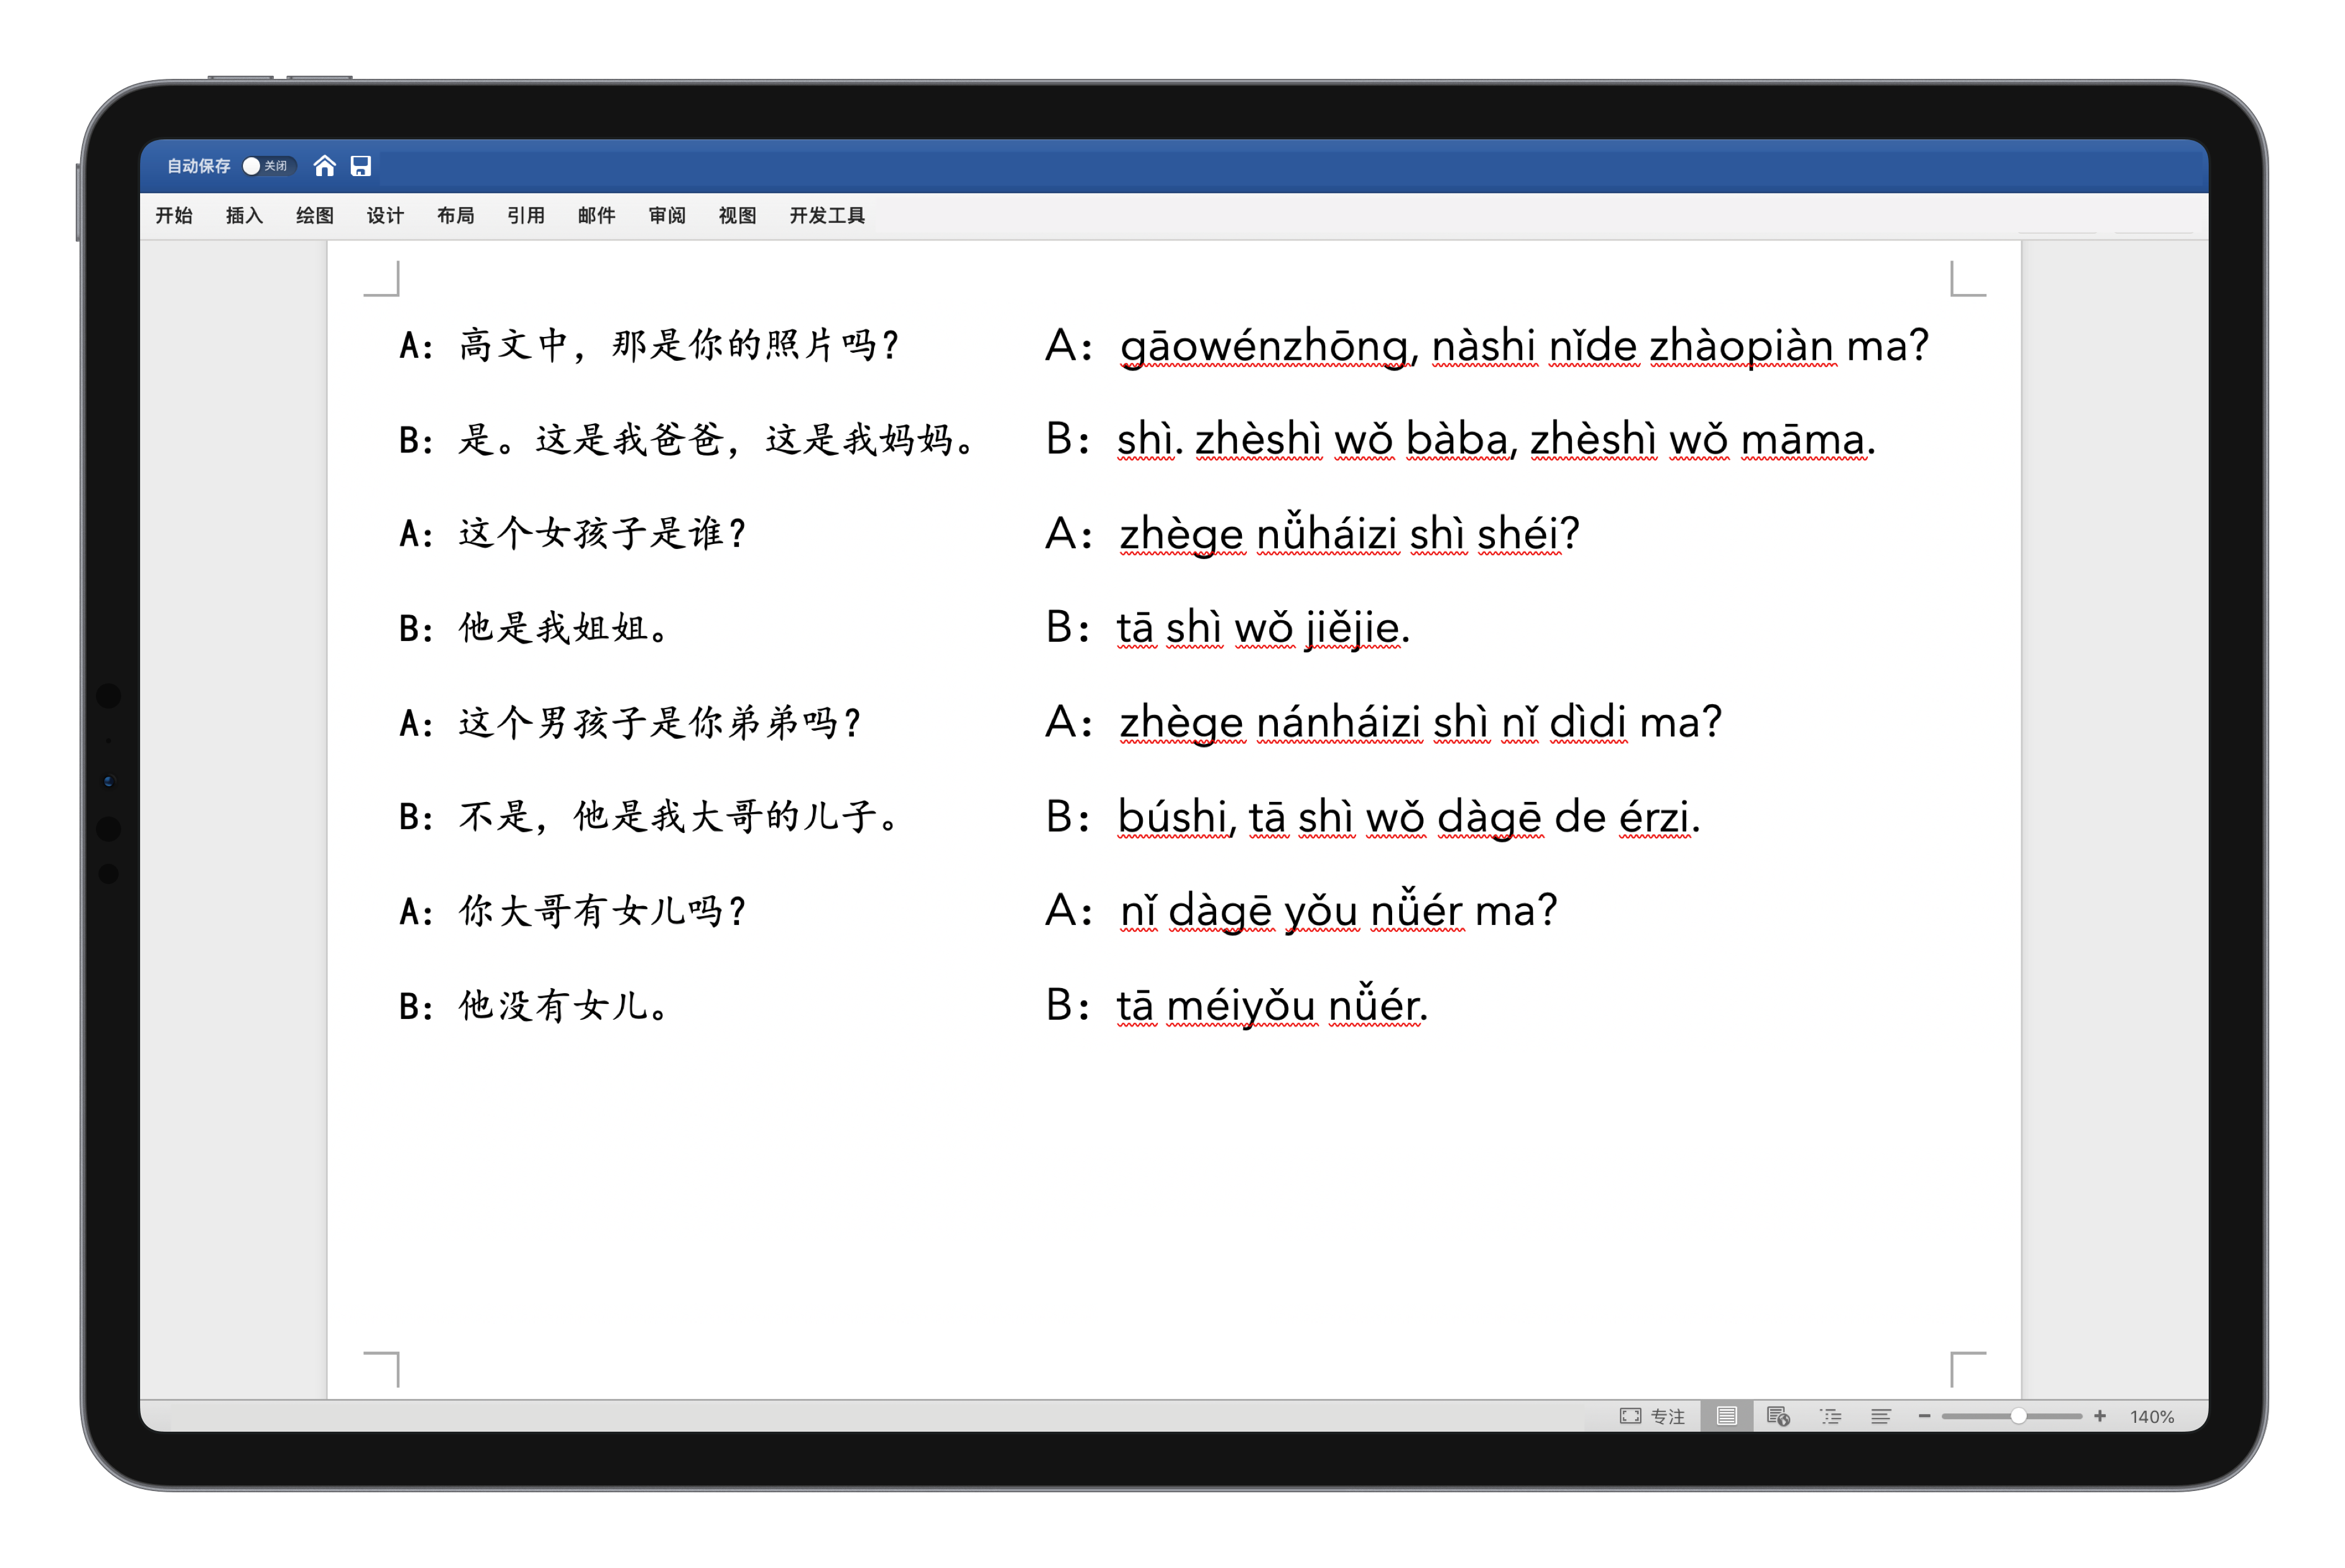 自动保存 关闭
开始 插入 绘图 设计 布局 引用 邮件 审阅 视图 开发工具
A：高文中，那是你的照片吗？
B：是。这是我爸爸，这是我妈妈。
A：这个女孩子是谁？
B：他是我姐姐。
A：这个男孩子是你弟弟吗？
B：不是，他是我大哥的儿子。
A：你大哥有女儿吗？
B：他没有女儿。
A：gāowénzhōng, nàshi nǐde zhàopiàn ma?
B：shì. zhèshì wǒ bàba, zhèshì wǒ māma.
A：zhège nǚháizi shì shéi?
B：tā shì wǒ jiějie.
A：zhège nánháizi shì nǐ dìdi ma?
B：búshi, tā shì wǒ dàgē de érzi.
A：nǐ dàgē yǒu nǚér ma?
B：tā méiyǒu nǚér.
专注 140%